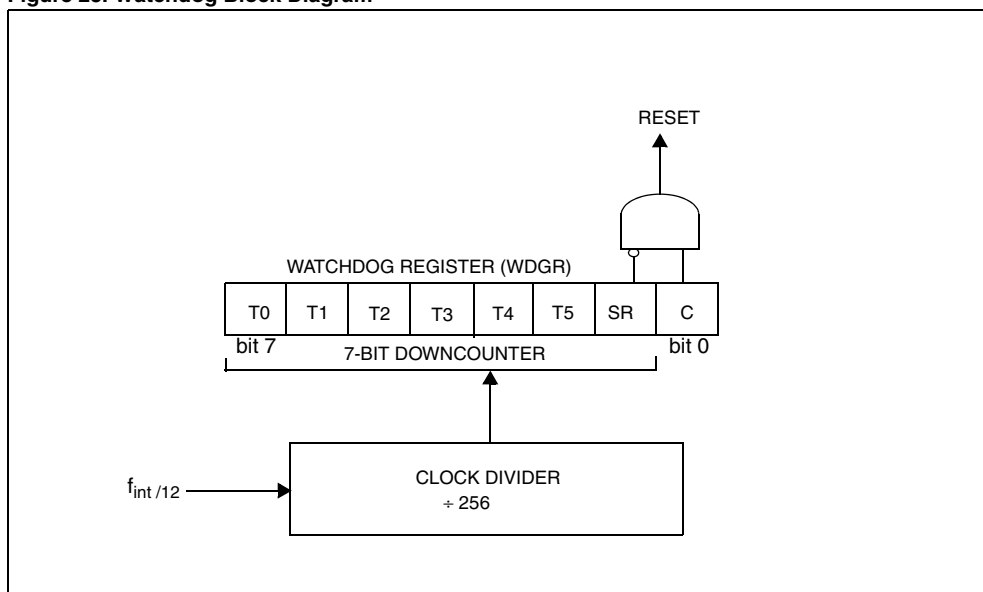 RESET
WATCHDOG REGISTER (WDGR)
T0 T1 T2 T3 T4 T5 SR C
bit 7 7-BIT DOWNCOUNTER bit 0
fint /12
CLOCK DIVIDER
÷ 256